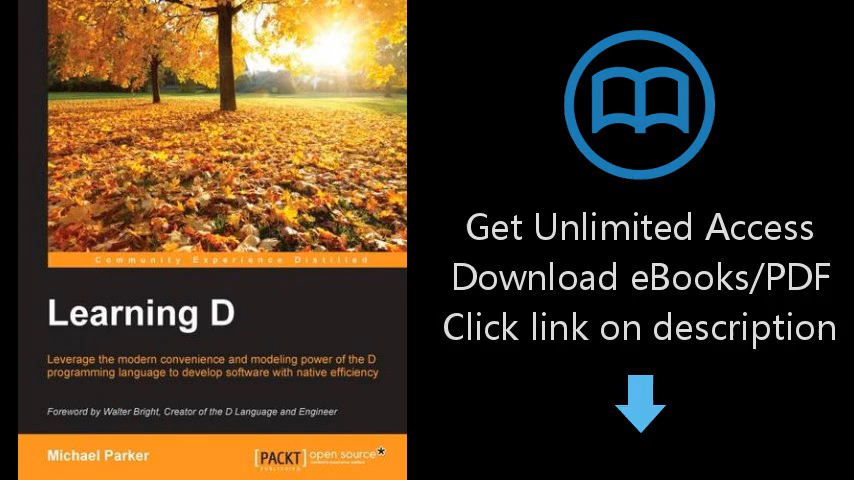 Community Experience Distilled
Learning D
Leverage the modern convenience and modeling power of the D
programming language to develop software with native efficiency
Foreword by Walter Bright, Creator of the D Language and Engineer
Michael Parker
[PACKT]
PUBLISHING
open source*
Get Unlimited Access
Download eBooks/PDF
Click link on description